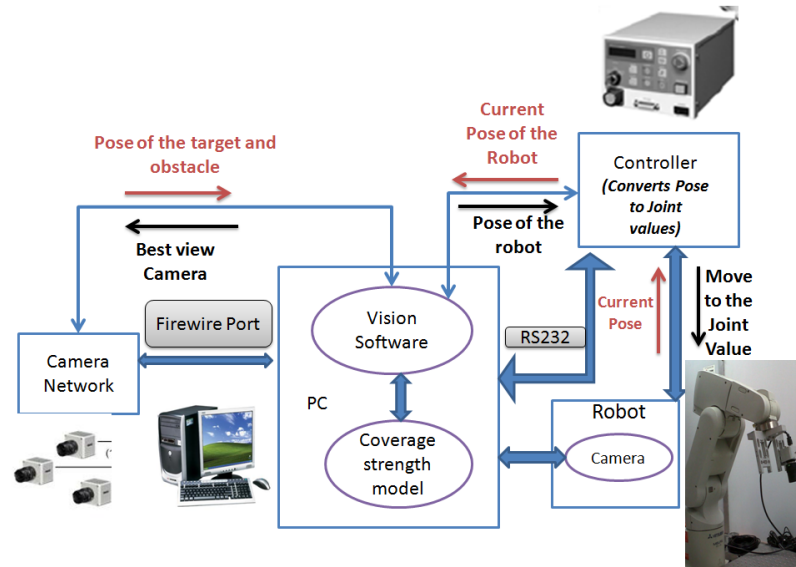 Pose of the target and
obstacle
Best view
Camera
Current
Pose of the
Robot
Pose of the
robot
Controller
(Converts Pose
to Joint
values)
Firewire Port
Camera
Network
PC
Vision
Software
Coverage
strength
model
RS232
Current
Pose
Move
to the
Joint
Value
Robot
Camera